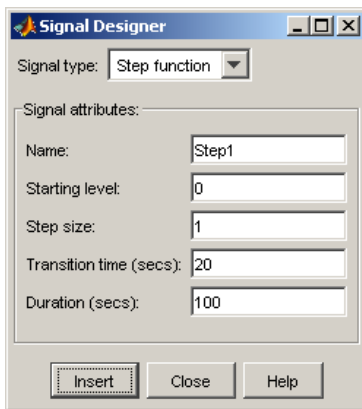 Signal Designer
Signal type: Step function
Signal attributes:
Name: Step1
Starting level: 0
Step size: 1
Transition time (secs): 20
Duration (secs): 100
Insert Close Help